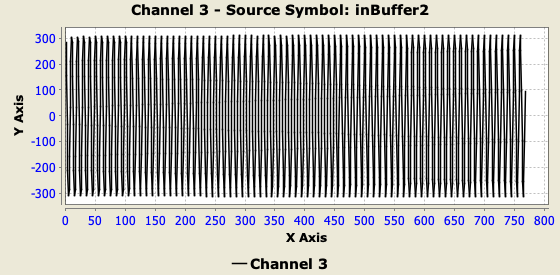 Channel 3 - Source Symbol: inBuffer2
Y Axis
300
200
100
0
-100
-200
-300
0 50 100 150 200 250 300 350 400 450 500 550 600 650 700 750 800
X Axis
Channel 3